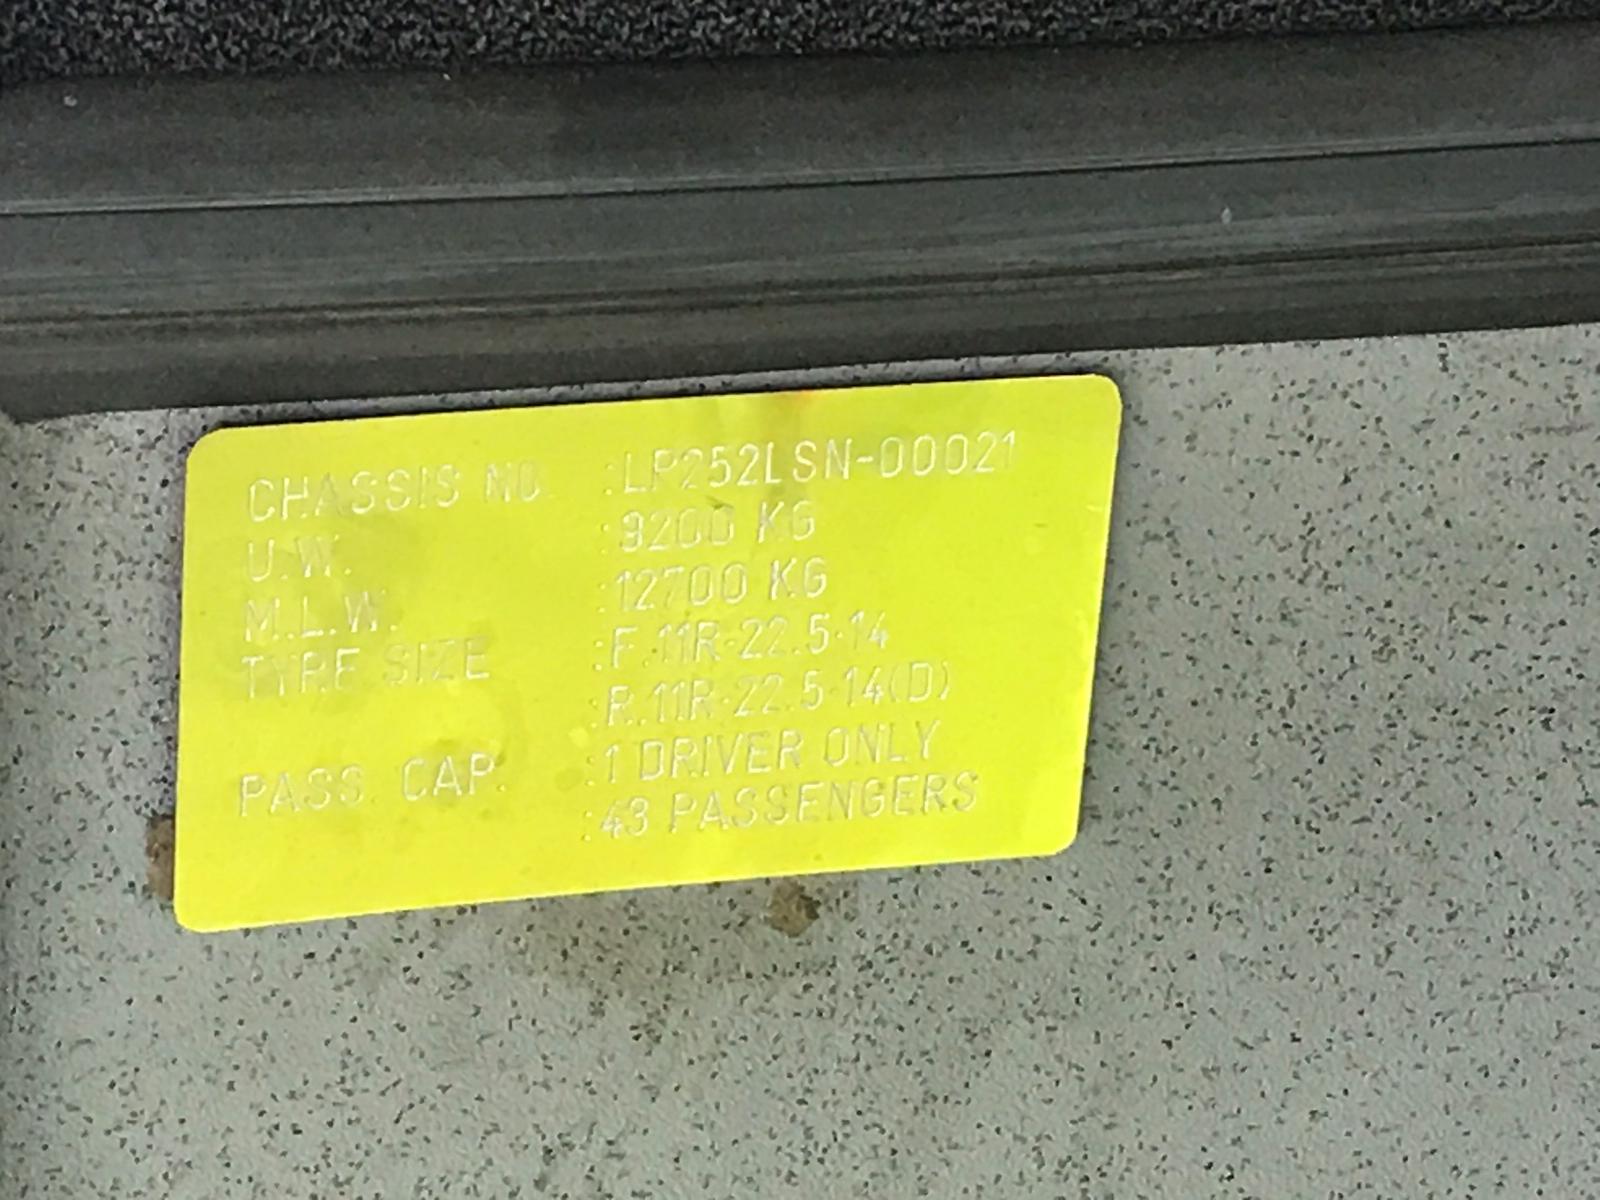 CHASSIS NO. :LP252LSN-00021
U.W. :9200 KG
M.L.W. :12700 KG
TYRE SIZE :F.11R-22.5-14
:R.11R-22.5-14(D)
PASS. CAP. :1 DRIVER ONLY
:43 PASSENGERS